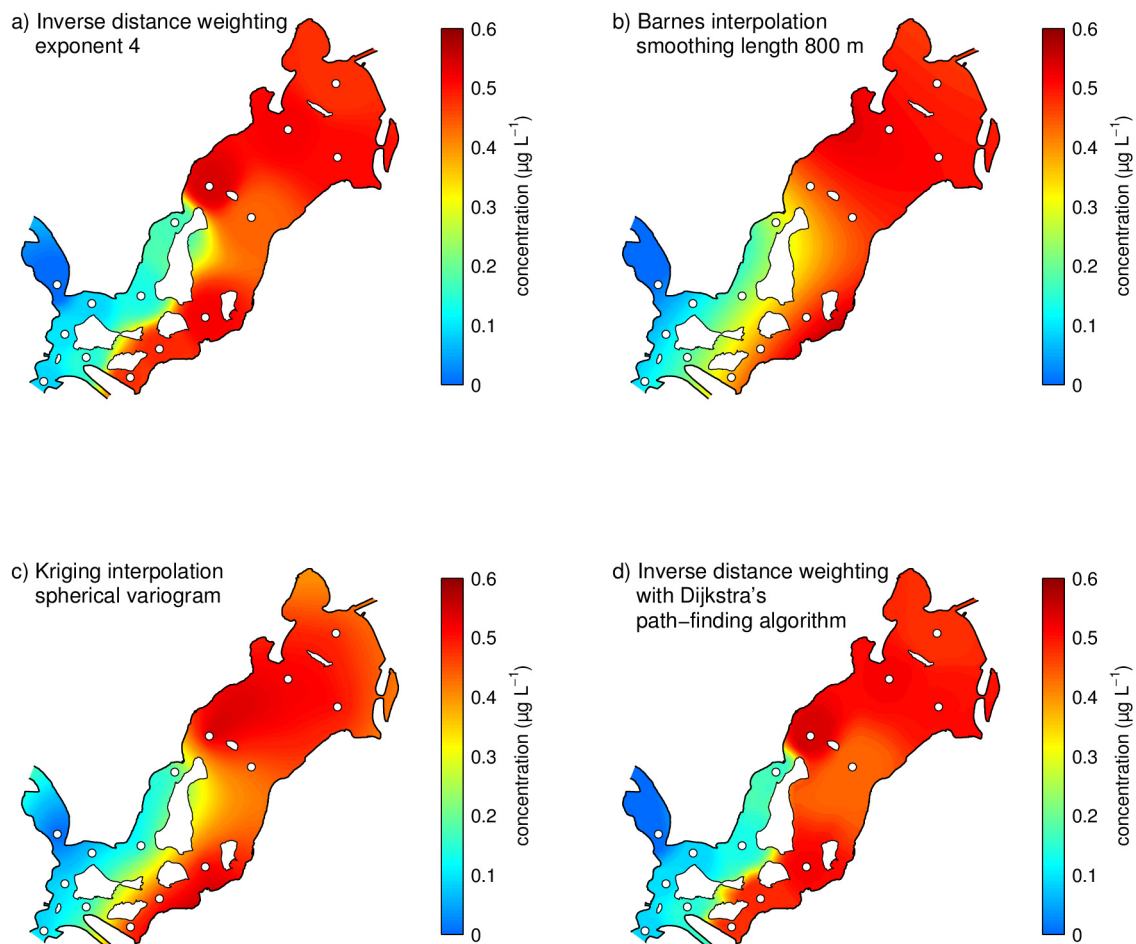 a) Inverse distance weighting
exponent 4
0.6
0.5
0.4
0.3
0.2
0.1
0
concentration (µg L−1)
b) Barnes interpolation
smoothing length 800 m
0.6
0.5
0.4
0.3
0.2
0.1
0
concentration (µg L−1)
c) Kriging interpolation
spherical variogram
0.6
0.5
0.4
0.3
0.2
0.1
0
concentration (µg L−1)
d) Inverse distance weighting
with Dijkstra's
path−finding algorithm
0.6
0.5
0.4
0.3
0.2
0.1
0
concentration (µg L−1)